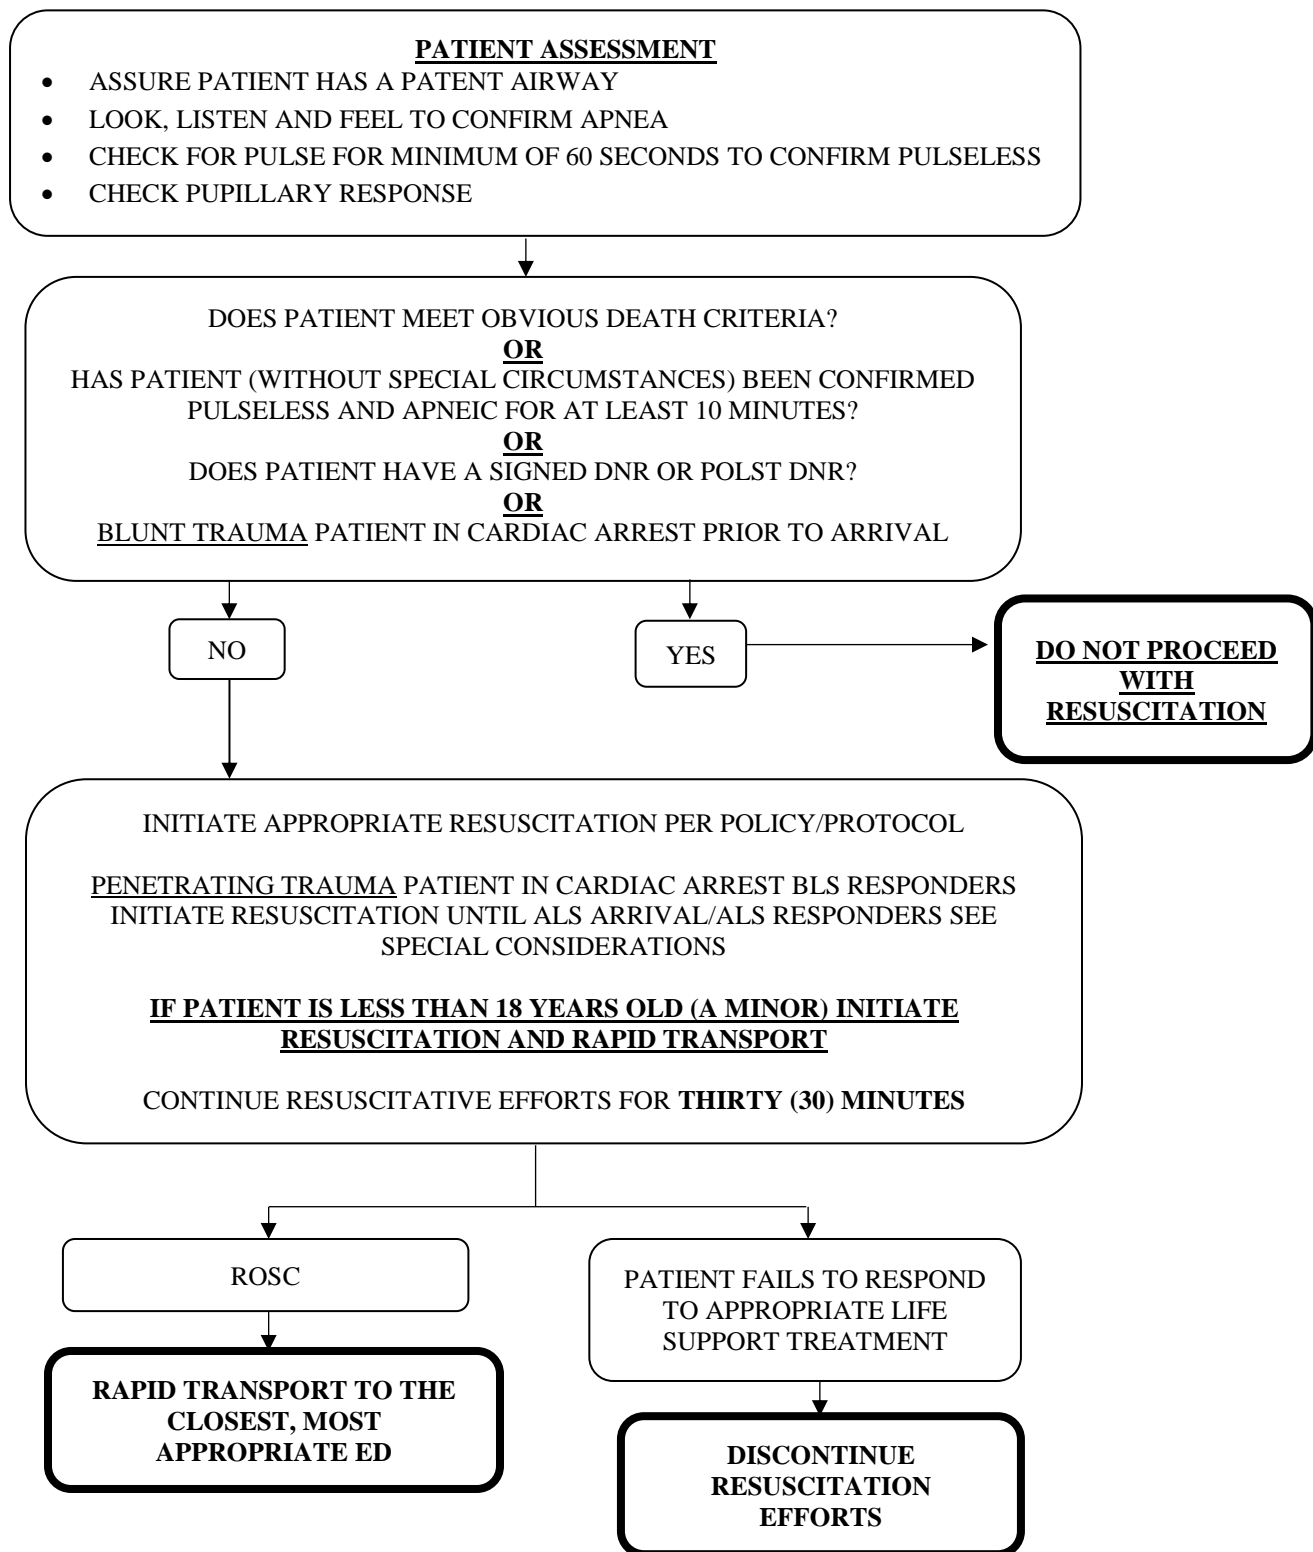 PATIENT ASSESSMENT
• ASSURE PATIENT HAS A PATENT AIRWAY
• LOOK, LISTEN AND FEEL TO CONFIRM APNEA
• CHECK FOR PULSE FOR MINIMUM OF 60 SECONDS TO CONFIRM PULSELESS
• CHECK PUPILLARY RESPONSE
DOES PATIENT MEET OBVIOUS DEATH CRITERIA?
OR
HAS PATIENT (WITHOUT SPECIAL CIRCUMSTANCES) BEEN CONFIRMED
PULSELESS AND APNEIC FOR AT LEAST 10 MINUTES?
OR
DOES PATIENT HAVE A SIGNED DNR OR POLST DNR?
OR
BLUNT TRAUMA PATIENT IN CARDIAC ARREST PRIOR TO ARRIVAL
NO
YES
DO NOT PROCEED
WITH
RESUSCITATION
INITIATE APPROPRIATE RESUSCITATION PER POLICY/PROTOCOL
PENETRATING TRAUMA PATIENT IN CARDIAC ARREST BLS RESPONDERS
INITIATE RESUSCITATION UNTIL ALS ARRIVAL/ALS RESPONDERS SEE
SPECIAL CONSIDERATIONS
IF PATIENT IS LESS THAN 18 YEARS OLD (A MINOR) INITIATE
RESUSCITATION AND RAPID TRANSPORT
CONTINUE RESUSCITATIVE EFFORTS FOR THIRTY (30) MINUTES
ROSC
RAPID TRANSPORT TO THE
CLOSEST, MOST
APPROPRIATE ED
PATIENT FAILS TO RESPOND
TO APPROPRIATE LIFE
SUPPORT TREATMENT
DISCONTINUE
RESUSCITATION
EFFORTS